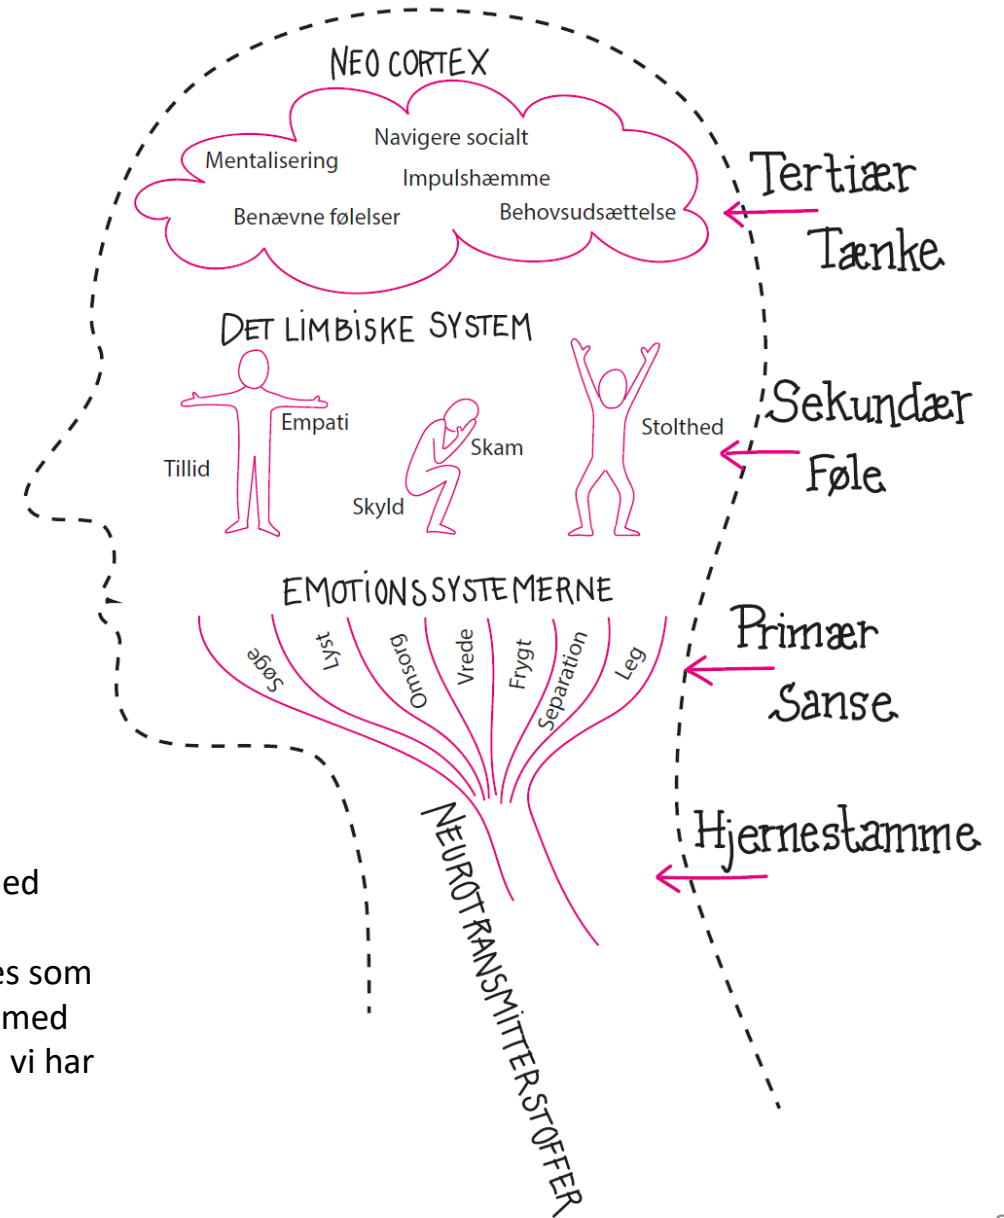 NEO CORTEX
Navigere socialt
Mentalisering
Impulshæmme
Benævne følelser
Behovsudsættelse
Tertiær
Tænke
DET LIMBISKE SYSTEM
Empati
Tillid
Skam
Skyld
Stolthed
Sekundær
Føle
EMOTIONSSYSTEMERNE
Søge
Lyst
Omsorg
Vrede
Frygt
Separation
Leg
Primær
Sanse
Hjernestamme
NEUROTRANSMITTERSTOFFER
ed
es som
med
vi har